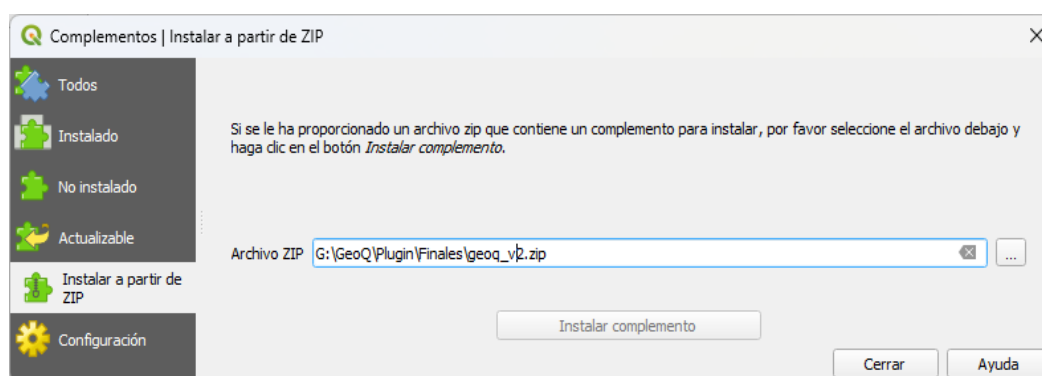 Complementos | Instalar a partir de ZIP
Todos
Instalado
No instalado
Actualizable
Instalar a partir de
ZIP
Configuración
Si se le ha proporcionado un archivo zip que contiene un complemento para instalar, por favor seleccione el archivo debajo y
haga clic en el botón Instalar complemento.
Archivo ZIP G:\GeoQ\Plugin\Finales\geoq_v2.zip ...
Instalar complemento
Cerrar Ayuda